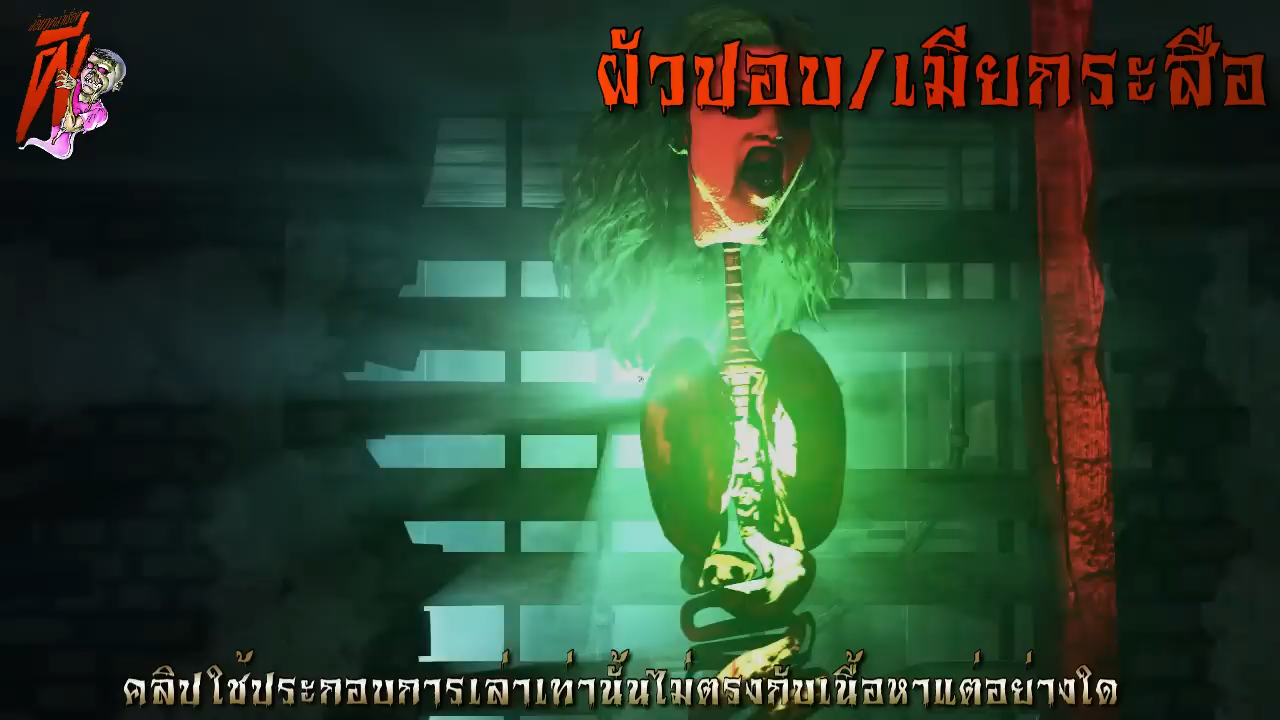 ผี
ผัวปอบ/เมียกระสือ
คลิปใช้ประกอบการเล่าเท่านั้นไม่ตรงกับเนื้อหาแต่อย่างใด